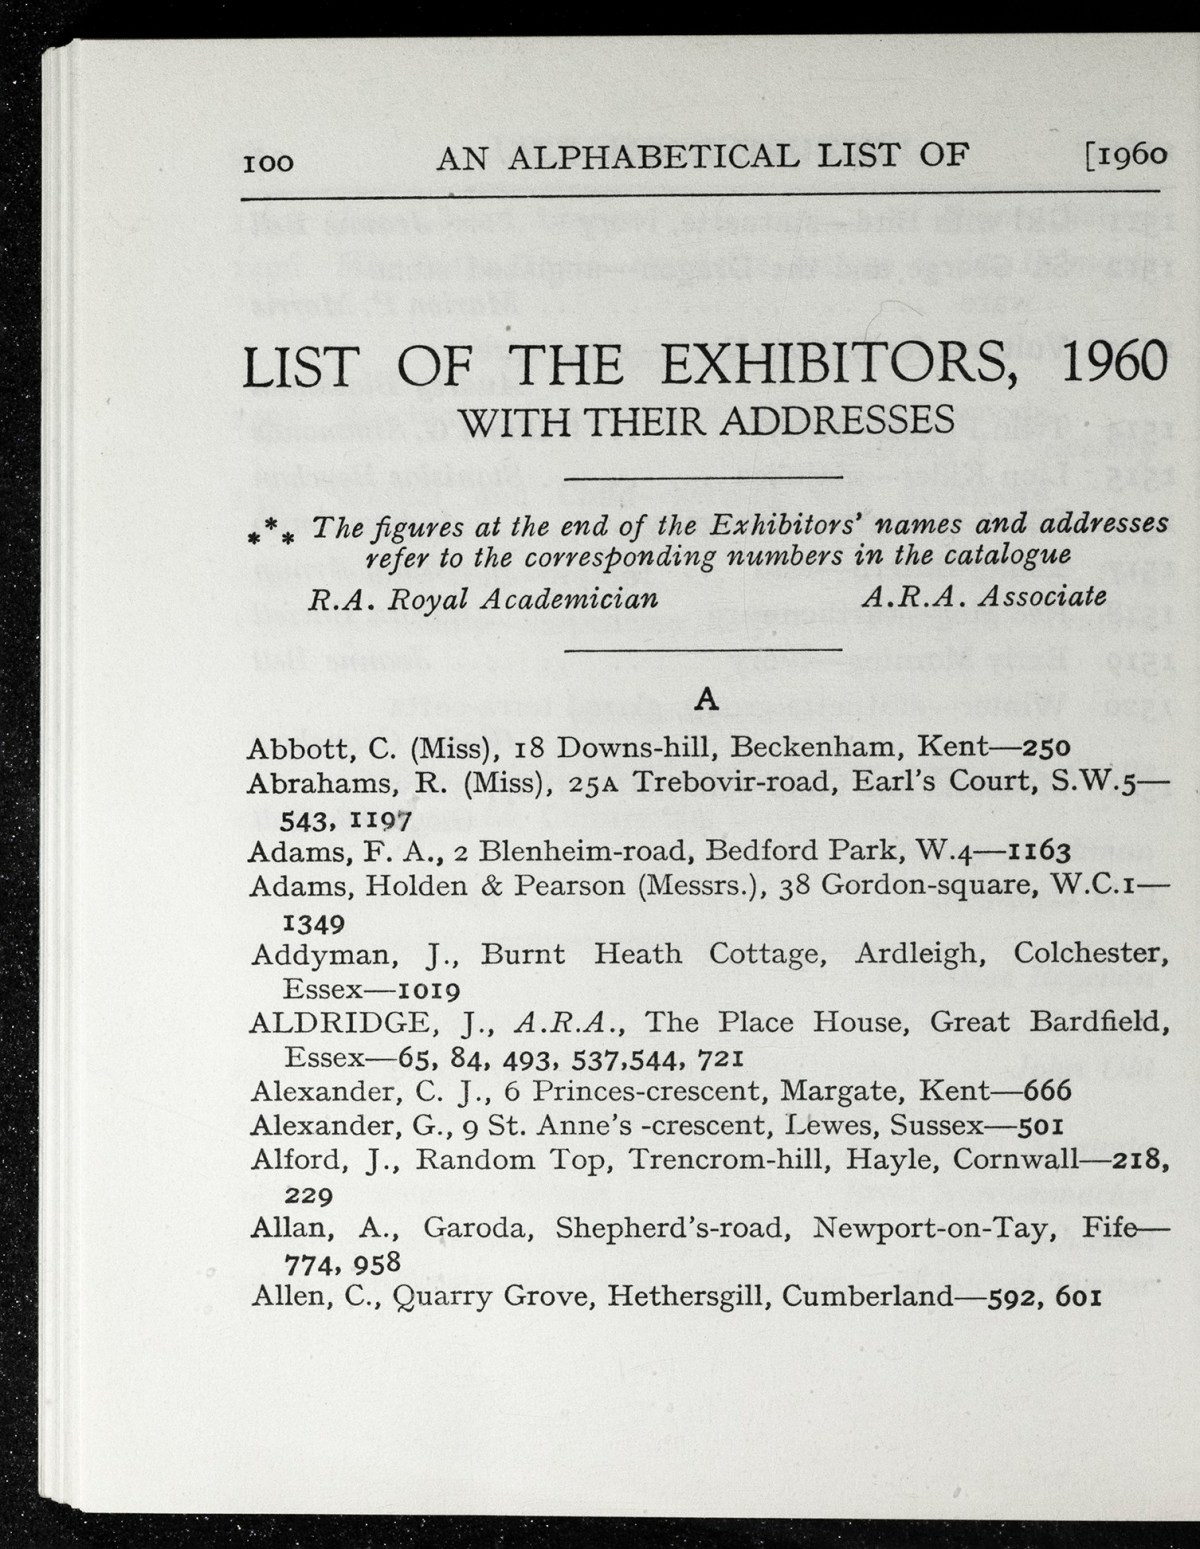 100 AN ALPHABETICAL LIST OF [1960
LIST OF THE EXHIBITORS, 1960
WITH THEIR ADDRESSES
*** The figures at the end of the Exhibitors' names and addresses
refer to the corresponding numbers in the catalogue
R.A. Royal Academician A.R.A. Associate
A
Abbott, C. (Miss), 18 Downs-hill, Beckenham, Kent—250
Abrahams, R. (Miss), 25A Trebovir-road, Earl's Court, S.W.5—
543, 1197
Adams, F. A., 2 Blenheim-road, Bedford Park, W.4—1163
Adams, Holden & Pearson (Messrs.), 38 Gordon-square, W.C.1—
1349
Addyman, J., Burnt Heath Cottage, Ardleigh, Colchester,
Essex—1019
ALDRIDGE, J., A.R.A., The Place House, Great Bardfield,
Essex—65, 84, 493, 537,544, 721
Alexander, C. J., 6 Princes-crescent, Margate, Kent—666
Alexander, G., 9 St. Anne's -crescent, Lewes, Sussex—501
Alford, J., Random Top, Trencrom-hill, Hayle, Cornwall—218,
229
Allan, A., Garoda, Shepherd's-road, Newport-on-Tay, Fife—
774, 958
Allen, C., Quarry Grove, Hethersgill, Cumberland—592, 601